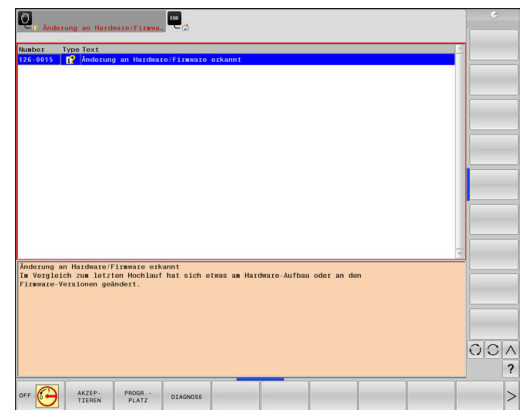 Änderung an Hardware/Firmwa.
EDR
Number Type Text
126-0015 Änderung an Hardware/Firmware erkannt
Änderung an Hardware/Firmware erkannt
Im Vergleich zum letzten Hochlauf hat sich etwas am Hardware-Aufbau oder an den
Firmware-Versionen geändert.
?
OFF AKZEP-
TIEREN PROGR.-
PLATZ DIAGNOSE >